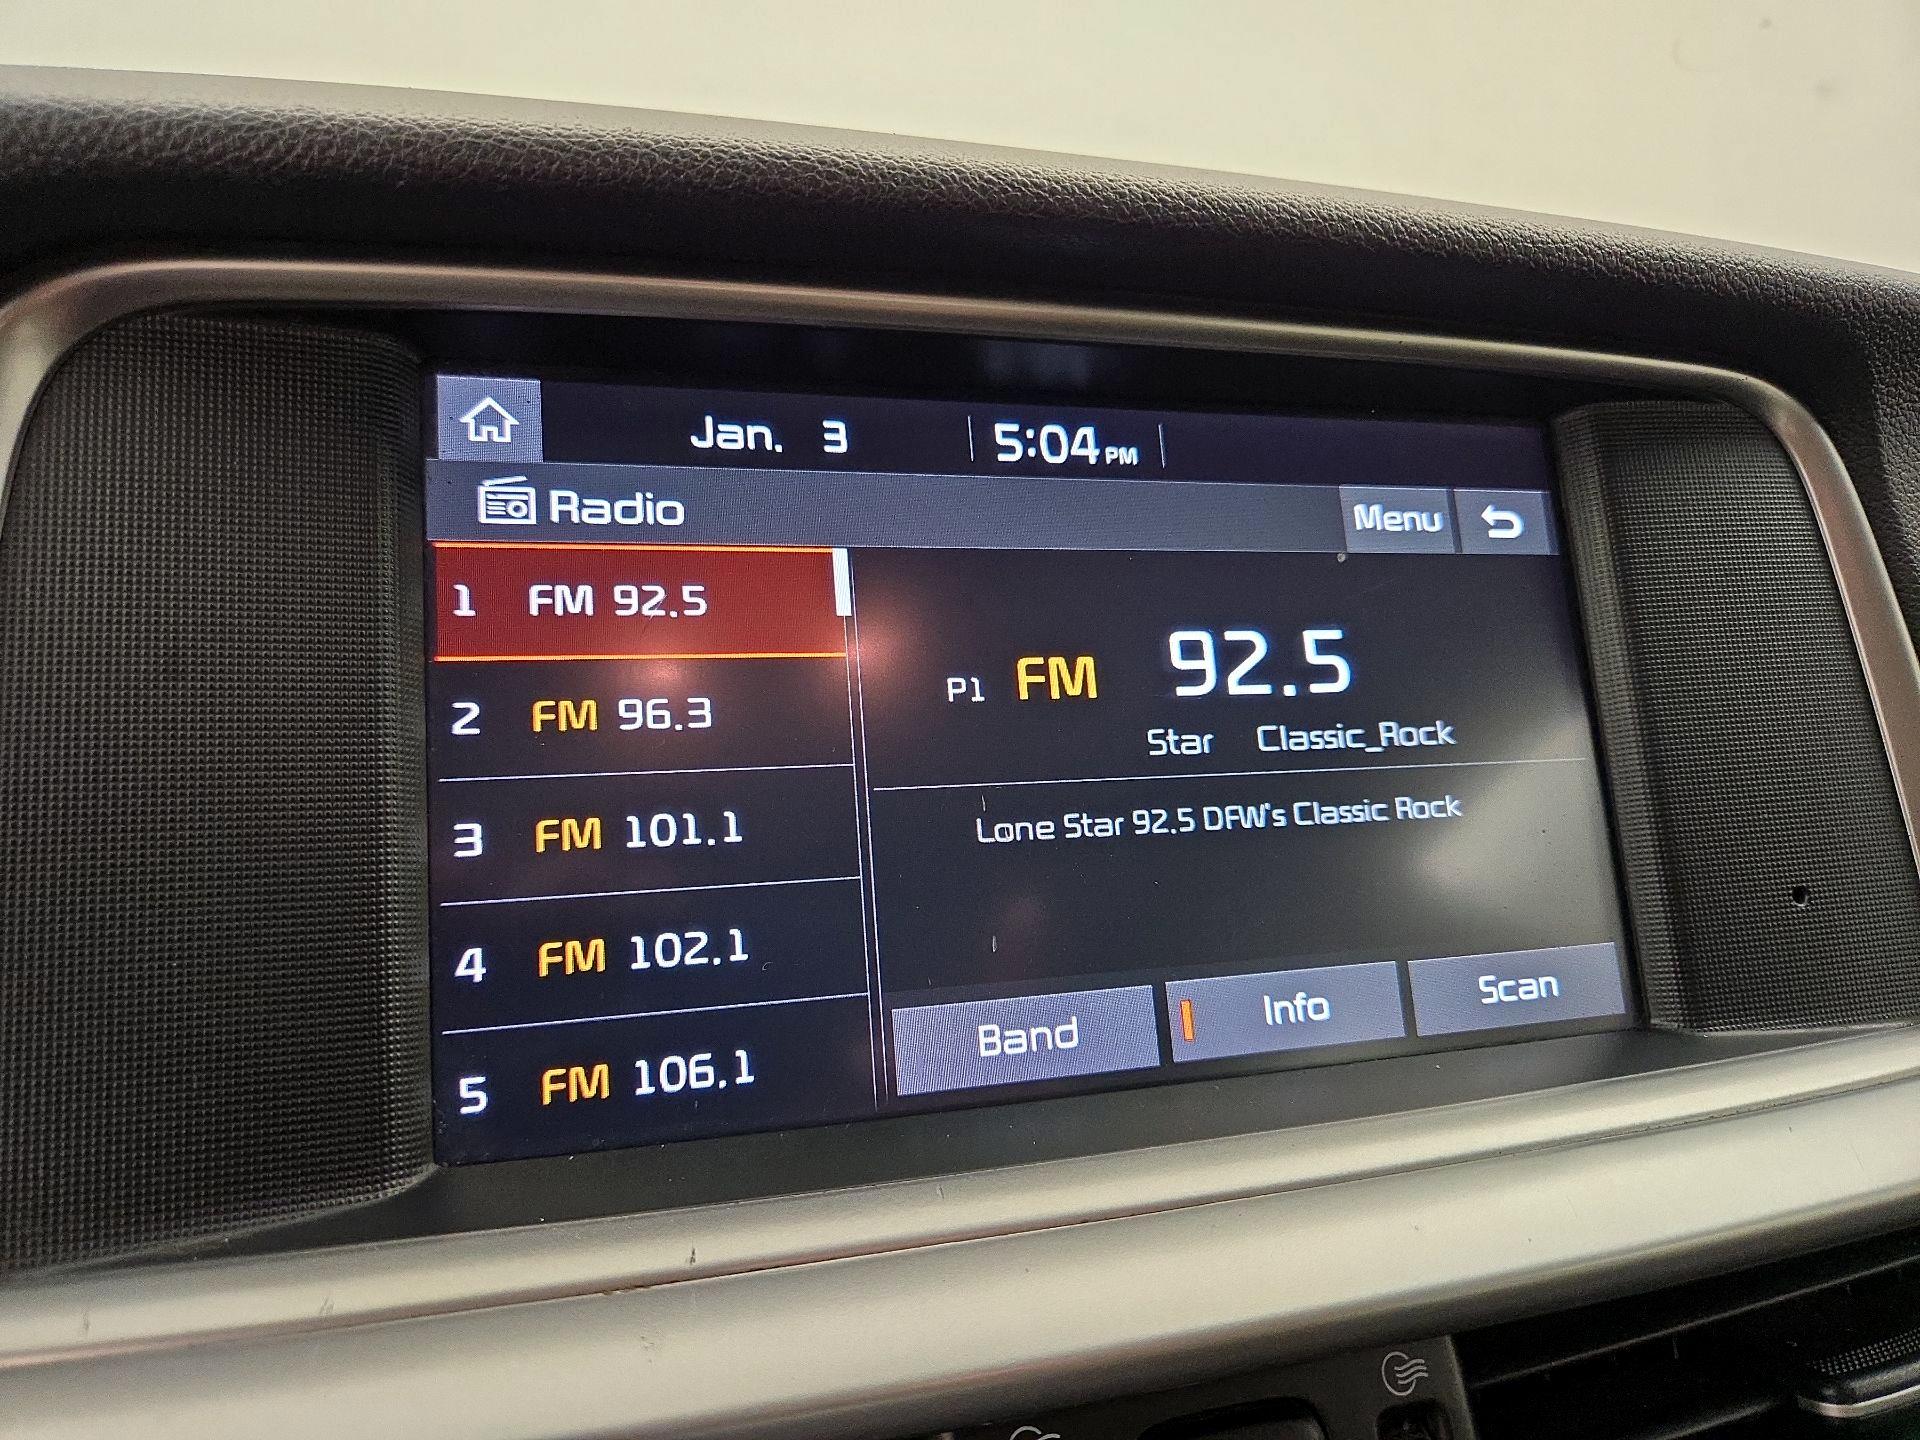 Jan. 3 5:04 PM
Radio Menu
1 FM 92.5
2 FM 96.3
3 FM 101.1
4 FM 102.1
5 FM 106.1
P1 FM 92.5
Star Classic_Rock
Lone Star 92.5 DFW's Classic Rock
Band Info Scan